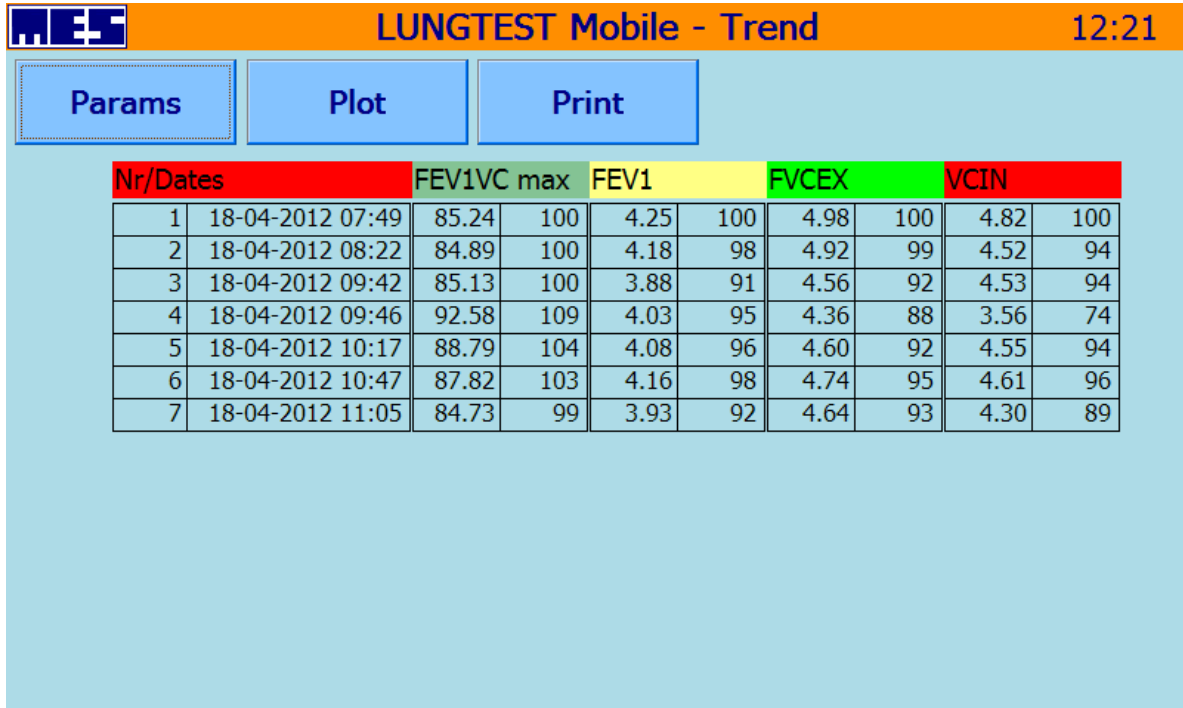 MES LUNGTEST Mobile - Trend 12:21
Params Plot Print
Nr/Dates FEV1VC max FEV1 FVCEX VCIN
1 18-04-2012 07:49 85.24 100 4.25 100 4.98 100 4.82 100
2 18-04-2012 08:22 84.89 100 4.18 98 4.92 99 4.52 94
3 18-04-2012 09:42 85.13 100 3.88 91 4.56 92 4.53 94
4 18-04-2012 09:46 92.58 109 4.03 95 4.36 88 3.56 74
5 18-04-2012 10:17 88.79 104 4.08 96 4.60 92 4.55 94
6 18-04-2012 10:47 87.82 103 4.16 98 4.74 95 4.61 96
7 18-04-2012 11:05 84.73 99 3.93 92 4.64 93 4.30 89